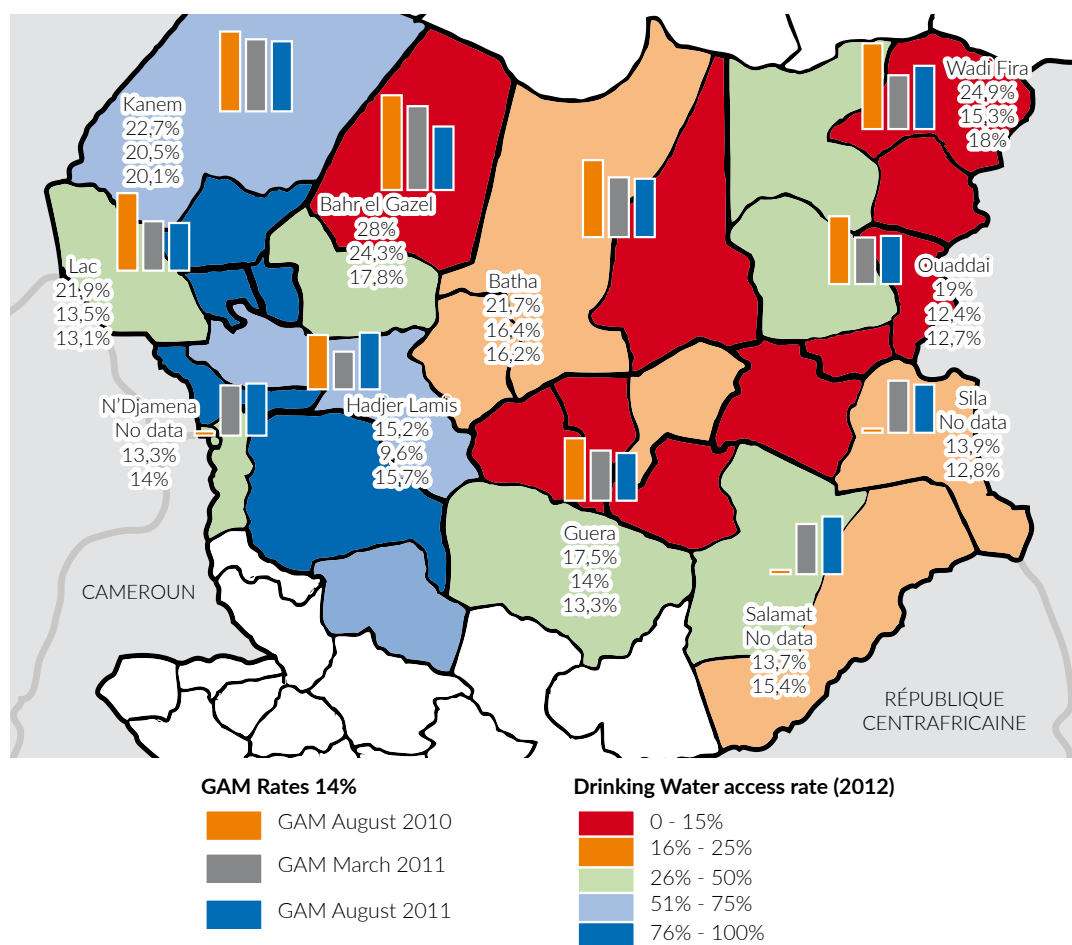 Kanem
22,7%
20,5%
20,1%
Bahr el Gazel
28%
24,3%
17,8%
Wadi Fira
24,9%
15,3%
18%
Lac
21,9%
13,5%
13,1%
Batha
21,7%
16,4%
16,2%
Ouaddai
19%
12,4%
12,7%
N’Djamena
No data
13,3%
14%
Hadjer Lamis
15,2%
9,6%
15,7%
Sila
No data
13,9%
12,8%
Guera
17,5%
14%
13,3%
Salamat
No data
13,7%
15,4%
CAMEROUN
RÉPUBLIQUE
CENTRAFRICAINE
GAM Rates 14%
GAM August 2010
GAM March 2011
GAM August 2011
Drinking Water access rate (2012)
0 - 15%
16% - 25%
26% - 50%
51% - 75%
76% - 100%